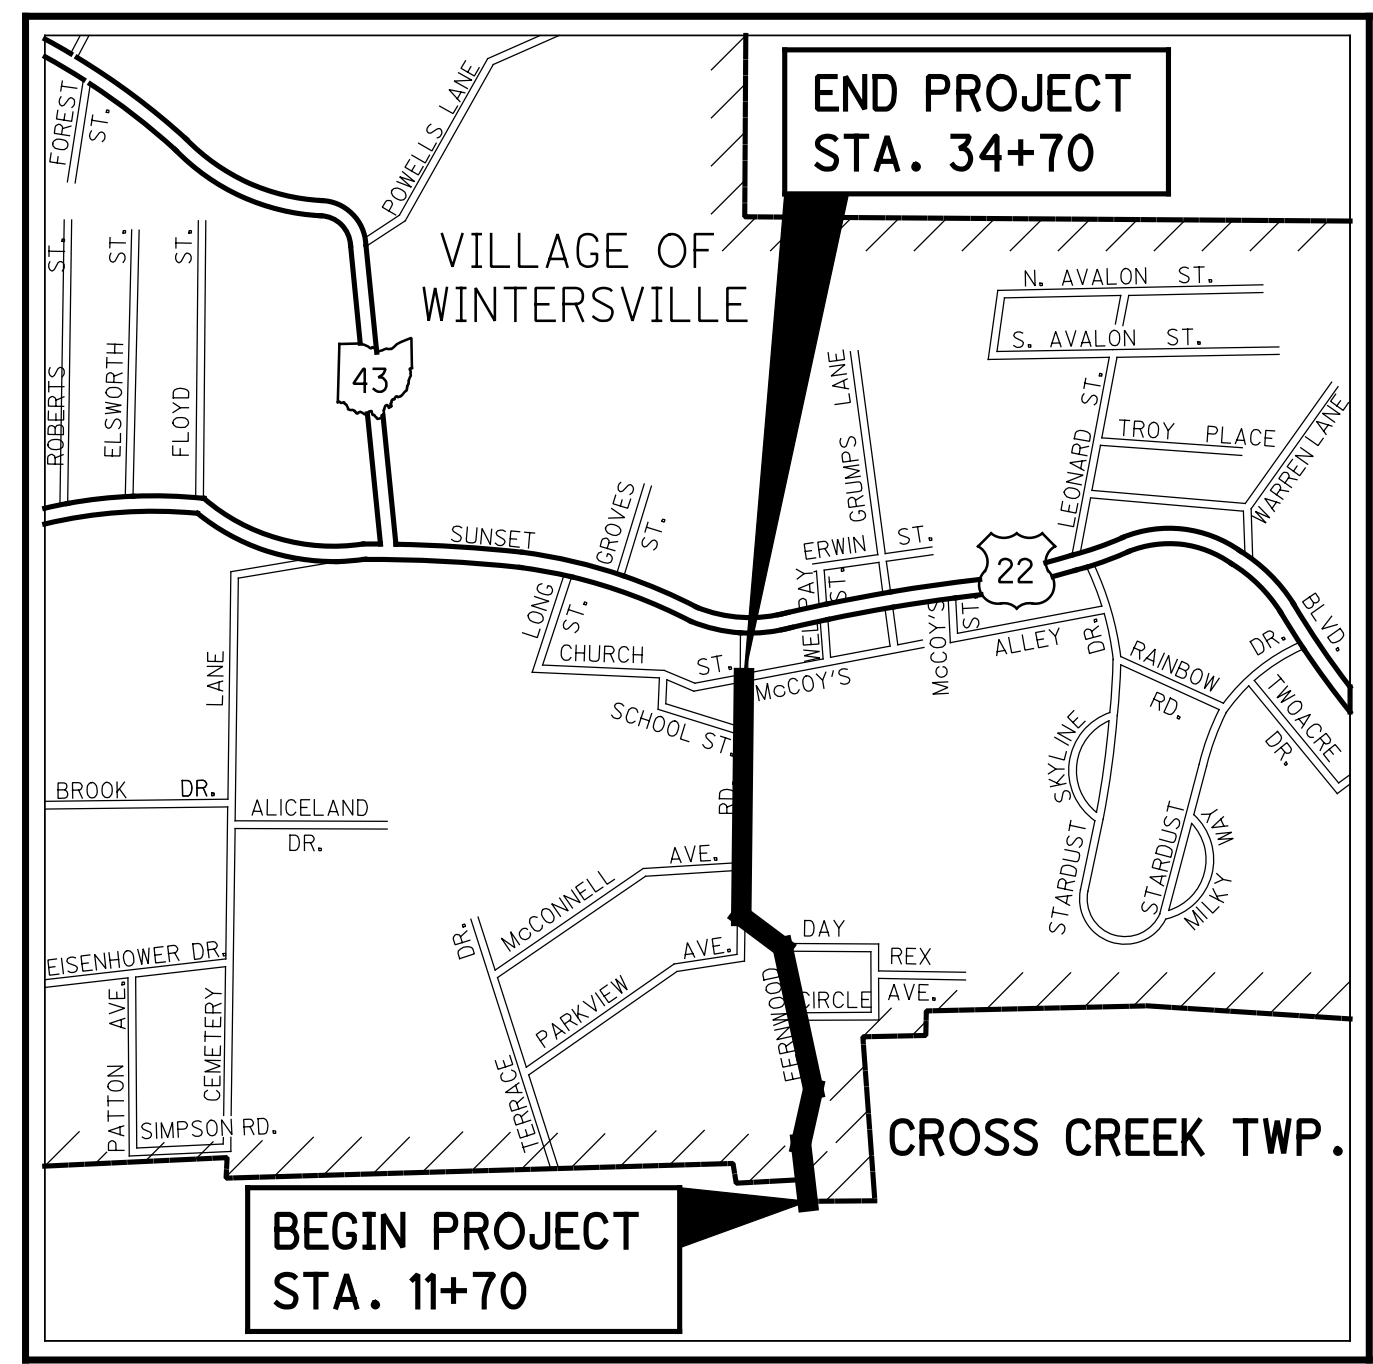 END PROJECT
STA. 34+70
FOREST
ST.
POWELLS LANE
VILLAGE OF
WINTERSVILLE
ROBERTS ST.
ELSWORTH ST.
FLOYD ST.
43
N. AVALON ST.
S. AVALON ST.
LEONARD ST.
TROY PLACE
WARREN LANE
GRUMPS LANE
GROVES
ST.
SUNSET
ERWIN ST.
22
BLVD.
LONG
ST.
CHURCH ST.
SCHOOL ST.
ST.
McCOY'S
McCOY'S
ST.
ALLEY
DR.
RAINBOW
RD.
DR.
TWOACRE
DR.
SKYLINE
STARDUST
STARDUST
MILKY
WAY
CEMETERY LANE
BROOK DR.
ALICELAND
DR.
FERNWOOD RD.
McCONNELL AVE.
PARKVIEW AVE.
TERRACE DR.
DAY
CIRCLE
REX
AVE.
EISENHOWER DR.
PATTON AVE.
SIMPSON RD.
CROSS CREEK TWP.
BEGIN PROJECT
STA. 11+70